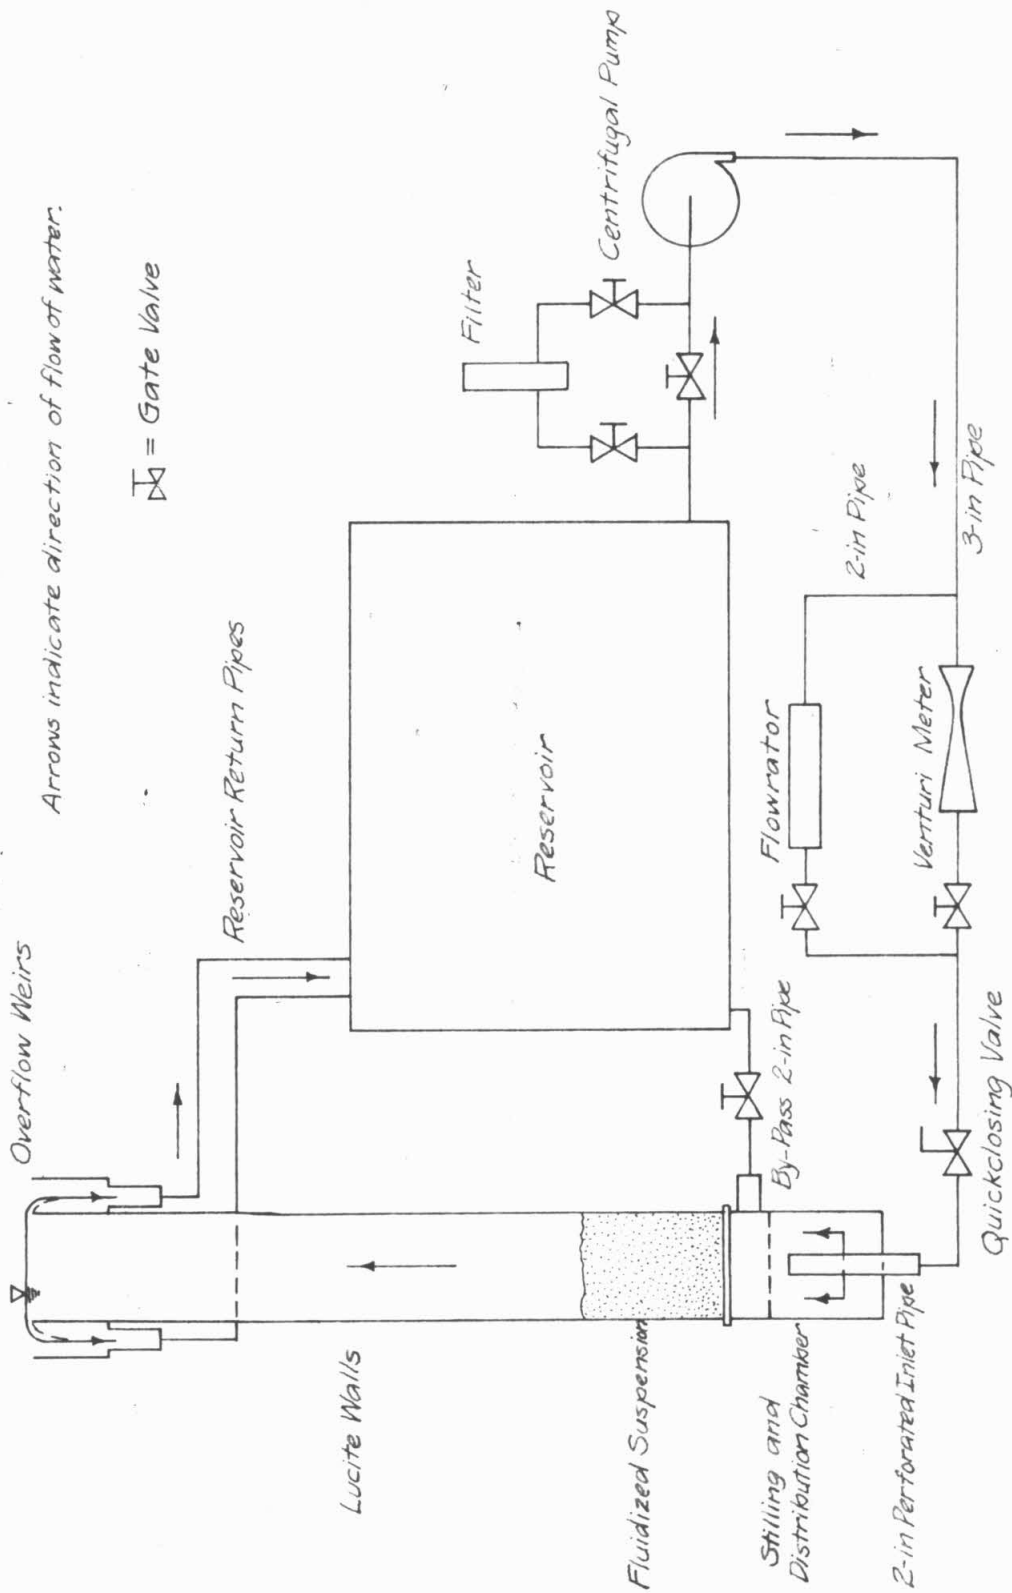 Arrows indicate direction of flow of water.
= Gate Valve
Overflow Weirs
Reservoir Return Pipes
Filter
Centrifugal Pump
Reservoir
Lucite Walls
Fluidized Suspension
Stilling and
Distribution Chamber
2-in Perforated Inlet Pipe
By-Pass 2-in Pipe
Quickclosing Valve
Flowrator
Venturi Meter
2-in Pipe
3-in Pipe